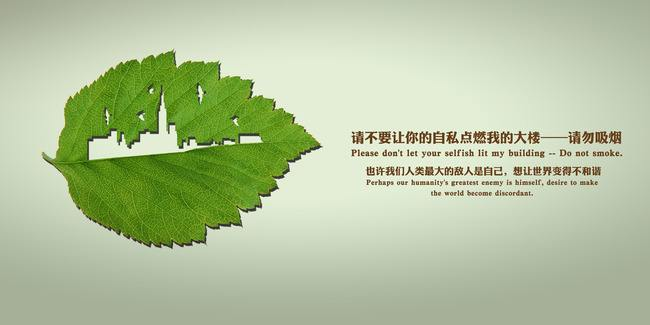 请不要让你的自私点燃我的大楼——请勿吸烟
Please don't let your selfish lit my building -- Do not smoke.
也许我们人类最大的敌人是自己，想让世界变得不和谐
Perhaps our humanity's greatest enemy is himself, desire to make
the world become discordant.